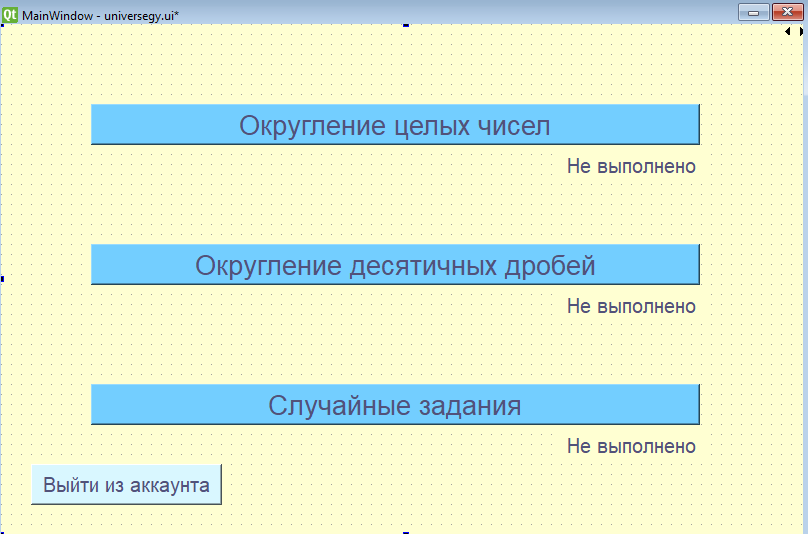 Qt MainWindow - universegy.ui*
Округление целых чисел
Не выполнено
Округление десятичных дробей
Не выполнено
Случайные задания
Не выполнено
Выйти из аккаунта